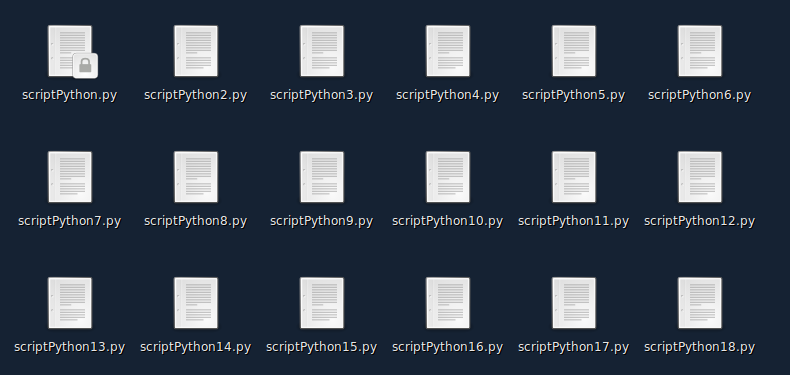 scriptPython.py scriptPython2.py scriptPython3.py scriptPython4.py scriptPython5.py scriptPython6.py
scriptPython7.py scriptPython8.py scriptPython9.py scriptPython10.py scriptPython11.py scriptPython12.py
scriptPython13.py scriptPython14.py scriptPython15.py scriptPython16.py scriptPython17.py scriptPython18.py